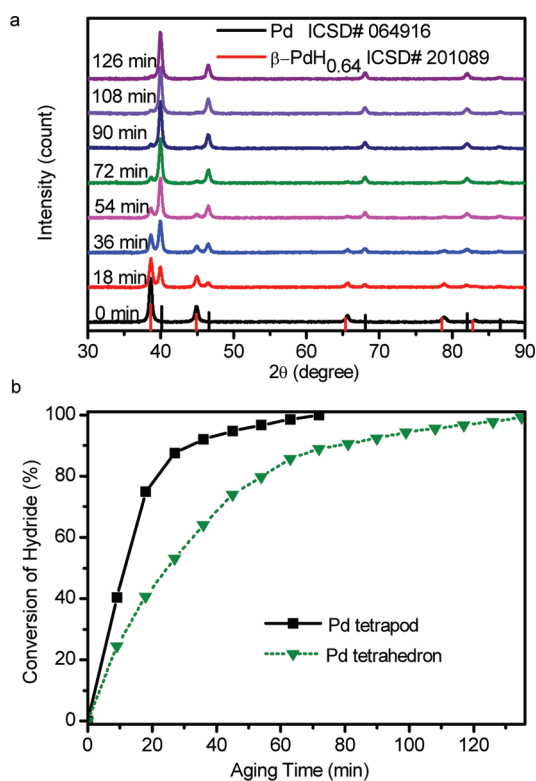 a
Pd ICSD# 064916
β-PdH0.64 ICSD# 201089
126 min
108 min
90 min
72 min
54 min
36 min
18 min
0 min
Intensity (count)
30 40 50 60 70 80 90
2θ (degree)
b
100
80
60
40
20
0
Conversion of Hydride (%)
Pd tetrapod
Pd tetrahedron
0 20 40 60 80 100 120
Aging Time (min)